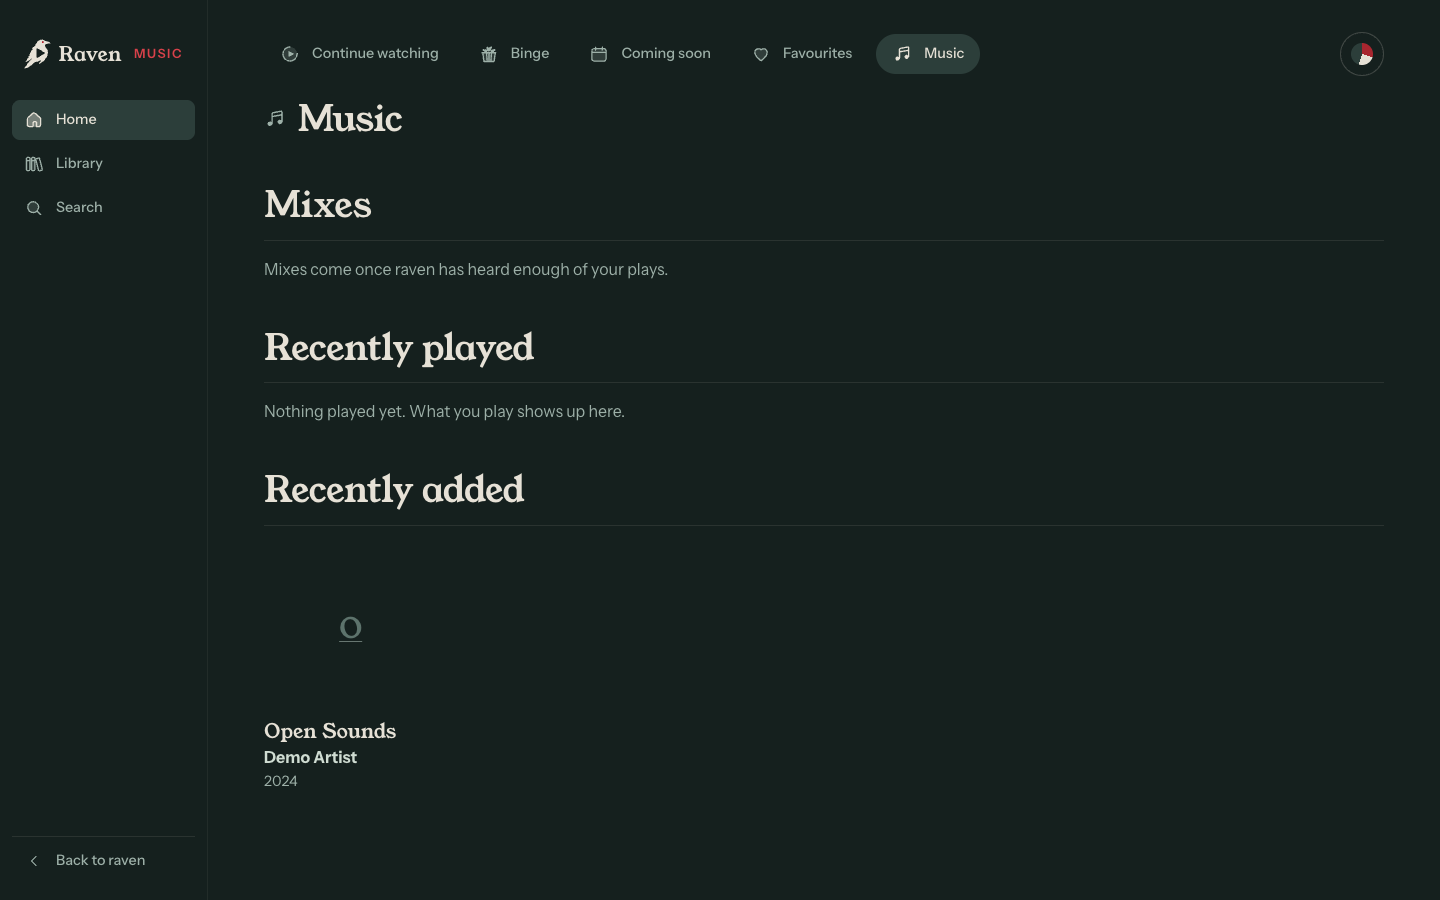 Raven MUSIC
Home
Library
Search
Back to raven
Continue watching
Binge
Coming soon
Favourites
Music
Music
Mixes
Mixes come once raven has heard enough of your plays.
Recently played
Nothing played yet. What you play shows up here.
Recently added
O
Open Sounds
Demo Artist
2024